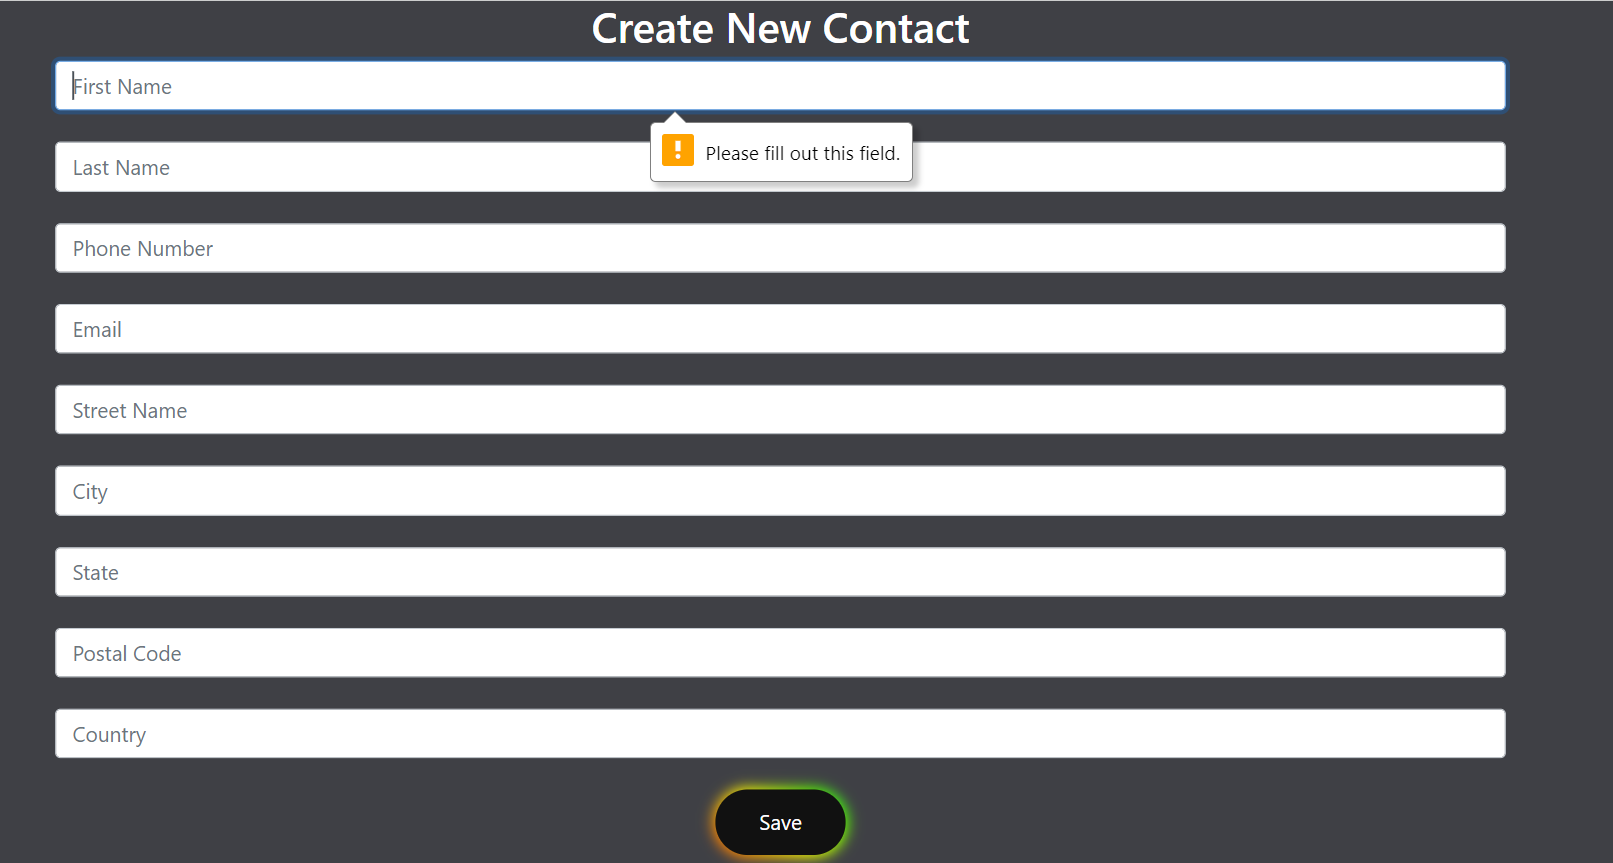 Create New Contact
First Name
Please fill out this field.
Last Name
Phone Number
Email
Street Name
City
State
Postal Code
Country
Save